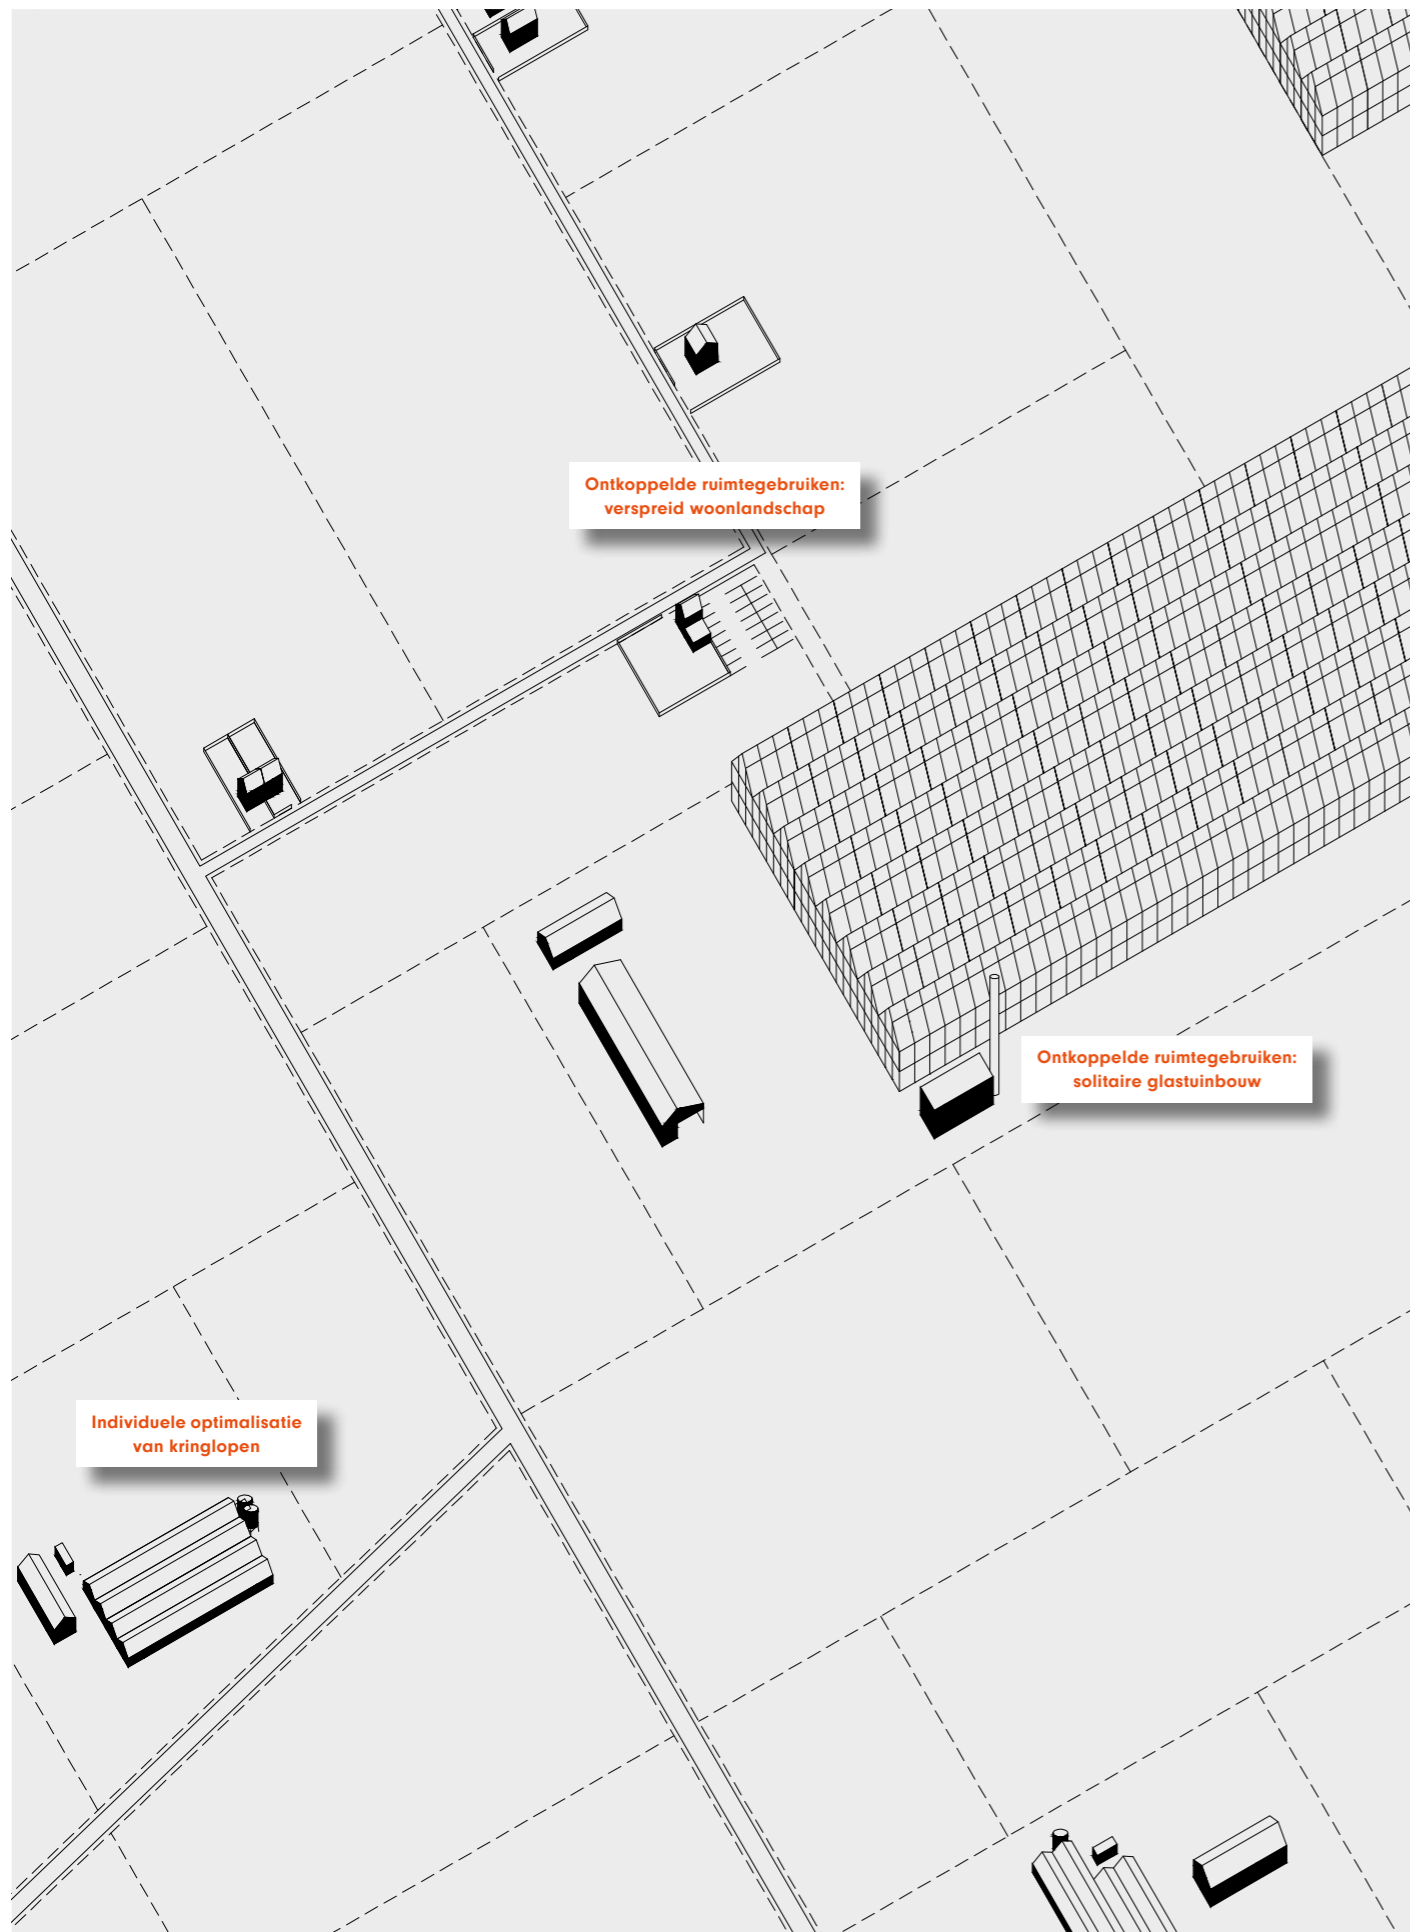 Ontkoppelde ruimtegebruiken:
verspreid woonlandschap
Ontkoppelde ruimtegebruiken:
solitaire glastuinbouw
Individuele optimalisatie
van kringlopen